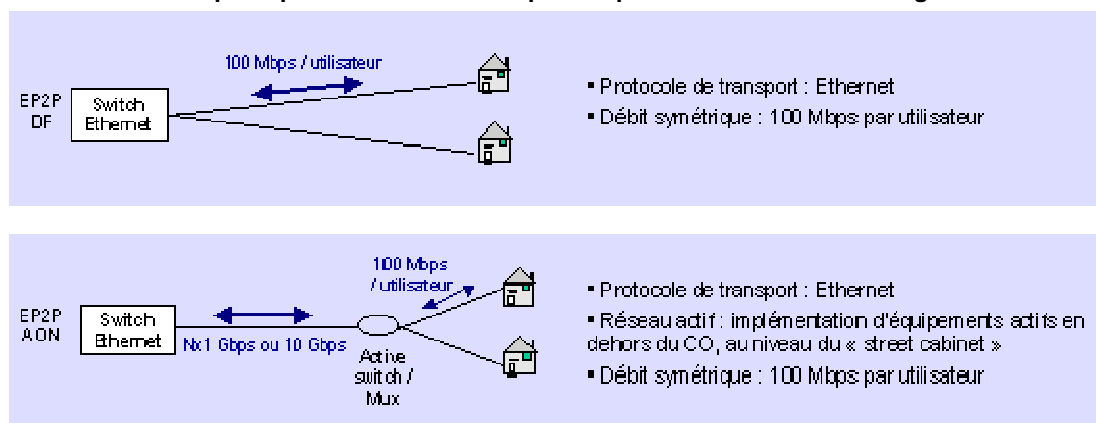 100 Mbps / utilisateur
EP2P
DF
Switch
Ethernet
▪ Protocole de transport : Ethernet
▪ Débit symétrique : 100 Mbps par utilisateur
100 Mbps
/ utilisateur
EP2P
AON
Switch
Ethernet
Nx1 Gbps ou 10 Gbps
Active
switch /
Mux
▪ Protocole de transport : Ethernet
▪ Réseau actif : implémentation d'équipements actifs en
dehors du CO, au niveau du « street cabinet »
▪ Débit symétrique : 100 Mbps par utilisateur